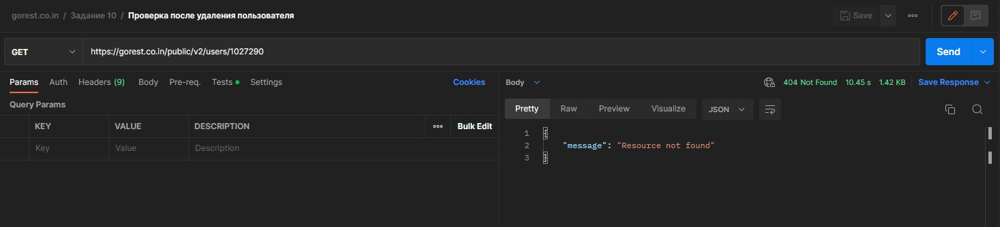 gorest.co.in / Задание 10 / Проверка после удаления пользователя
Save
GET https://gorest.co.in/public/v2/users/1027290 Send
Params Auth Headers (9) Body Pre-req. Tests Settings Cookies
Body 404 Not Found 10.45 s 1.42 KB Save Response
Query Params
Pretty Raw Preview Visualize JSON
KEY VALUE DESCRIPTION Bulk Edit
Key Value Description
1 {
2 "message": "Resource not found"
3 }